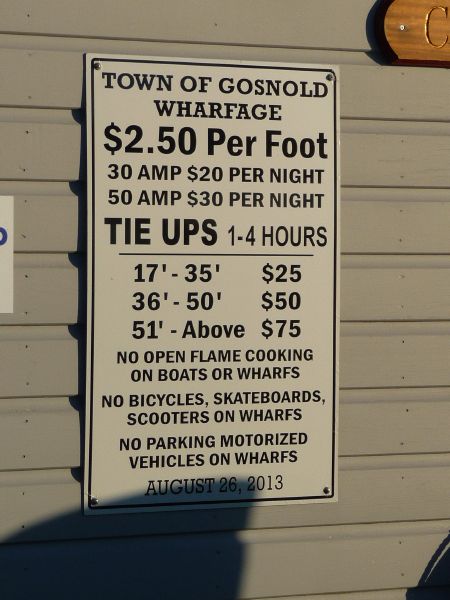 TOWN OF GOSNOLD
WHARFAGE
$2.50 Per Foot
30 AMP $20 PER NIGHT
50 AMP $30 PER NIGHT
TIE UPS 1-4 HOURS
17' - 35' $25
36' - 50' $50
51' - Above $75
NO OPEN FLAME COOKING
ON BOATS OR WHARFS
NO BICYCLES, SKATEBOARDS,
SCOOTERS ON WHARFS
NO PARKING MOTORIZED
VEHICLES ON WHARFS
AUGUST 26, 2013